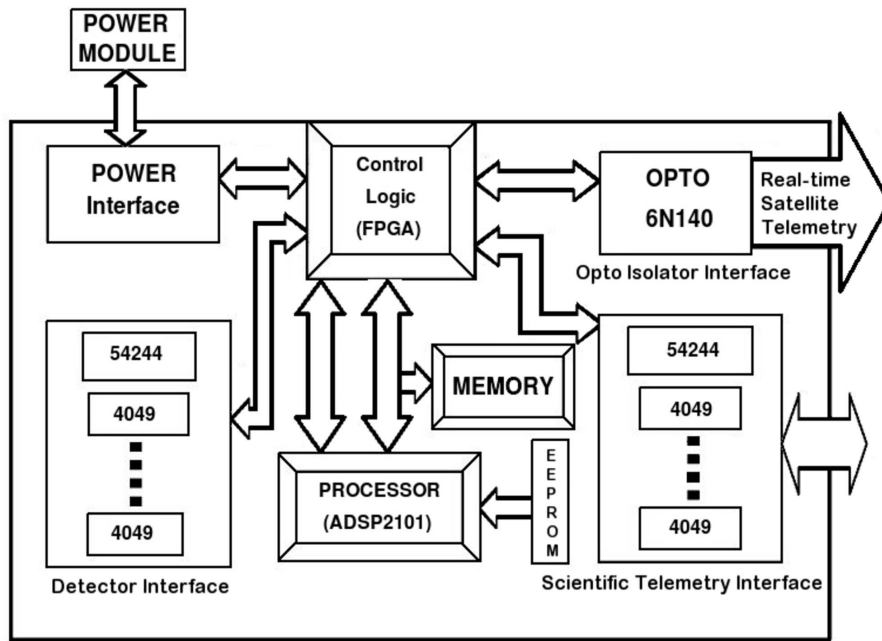 POWER
MODULE
POWER
Interface
Control
Logic
(FPGA)
OPTO
6N140
Real-time
Satellite
Telemetry
Opto Isolator Interface
54244
4049
4049
Detector Interface
MEMORY
PROCESSOR
(ADSP2101)
EEPROM
54244
4049
4049
Scientific Telemetry Interface